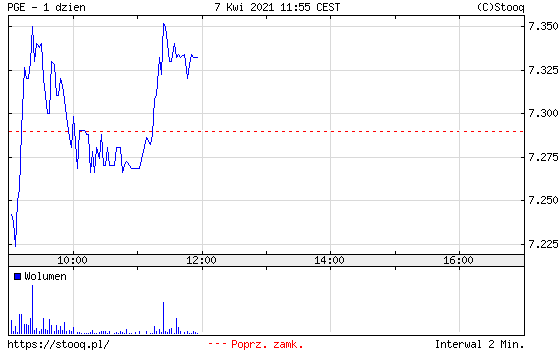 PGE - 1 dzien 7 Kwi 2021 11:55 CEST (C)Stooq
7.350
7.325
7.300
7.275
7.250
7.225
10:00 12:00 14:00 16:00
Wolumen
https://stooq.pl/ --- Poprz. zamk. Interwal 2 Min.